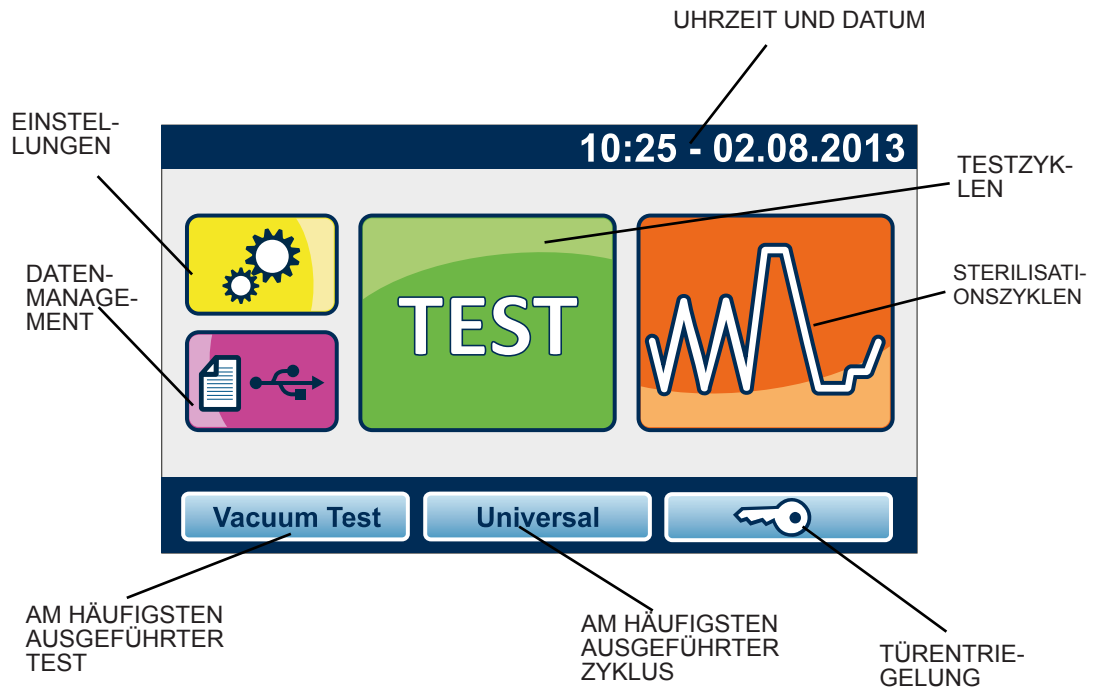 UHRZEIT UND DATUM
EINSTEL-
LUNGEN
10:25 - 02.08.2013
TESTZYK-
LEN
DATEN-
MANAGE-
MENT
TEST
STERILISATI-
ONSZYKLEN
Vacuum Test
Universal
AM HÄUFIGSTEN
AUSGEFÜHRTER
TEST
AM HÄUFIGSTEN
AUSGEFÜHRTER
ZYKLUS
TÜRENTRIE-
GELUNG